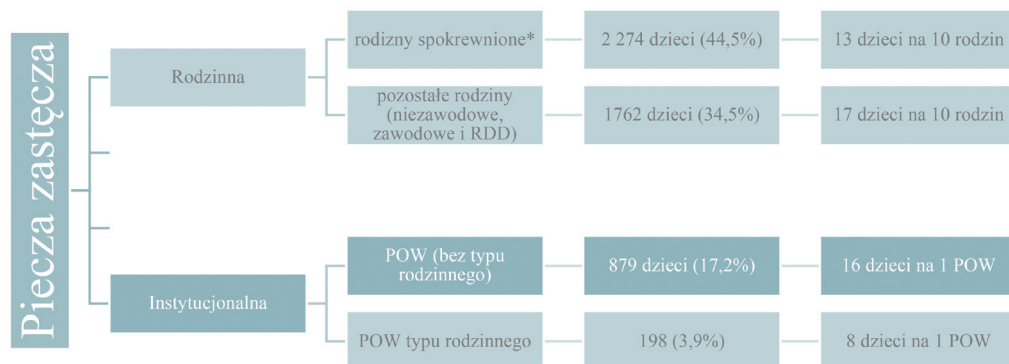 Piecza zastęcza
Rodzinna
rodizny spokrewnione*
2 274 dzieci (44,5%)
13 dzieci na 10 rodzin
pozostałe rodziny
(niezawodowe,
zawodowe i RDD)
1762 dzieci (34,5%)
17 dzieci na 10 rodzin
Instytucjonalna
POW (bez typu
rodzinnego)
879 dzieci (17,2%)
16 dzieci na 1 POW
POW typu rodzinnego
198 (3,9%)
8 dzieci na 1 POW